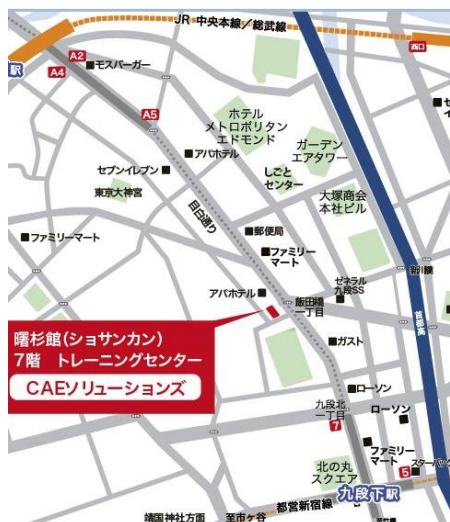 JR 中央本線／総武線
西口
駅
A2
モスバーガー
A4
A5
ホテル
メトロポリタン
エドモンド
ガーデン
エアタワー
アパホテル
セブンイレブン
しごと
センター
東京大神宮
大塚商会
本社ビル
目白通り
郵便局
ファミリーマート
ファミリー
マート
新川橋
ゼネラル
九段SS
アパホテル
飯田橋
一丁目
首都高
曙杉館(ショサンカン)
7階 トレーニングセンター
CAEソリューションズ
ガスト
ローソン
九段北
一丁目
ローソン
7
ファミリー
マート
北の丸
スクエア
5
スターバックス
九段下駅
都営新宿線
靖国神社方面
至市ヶ谷
3